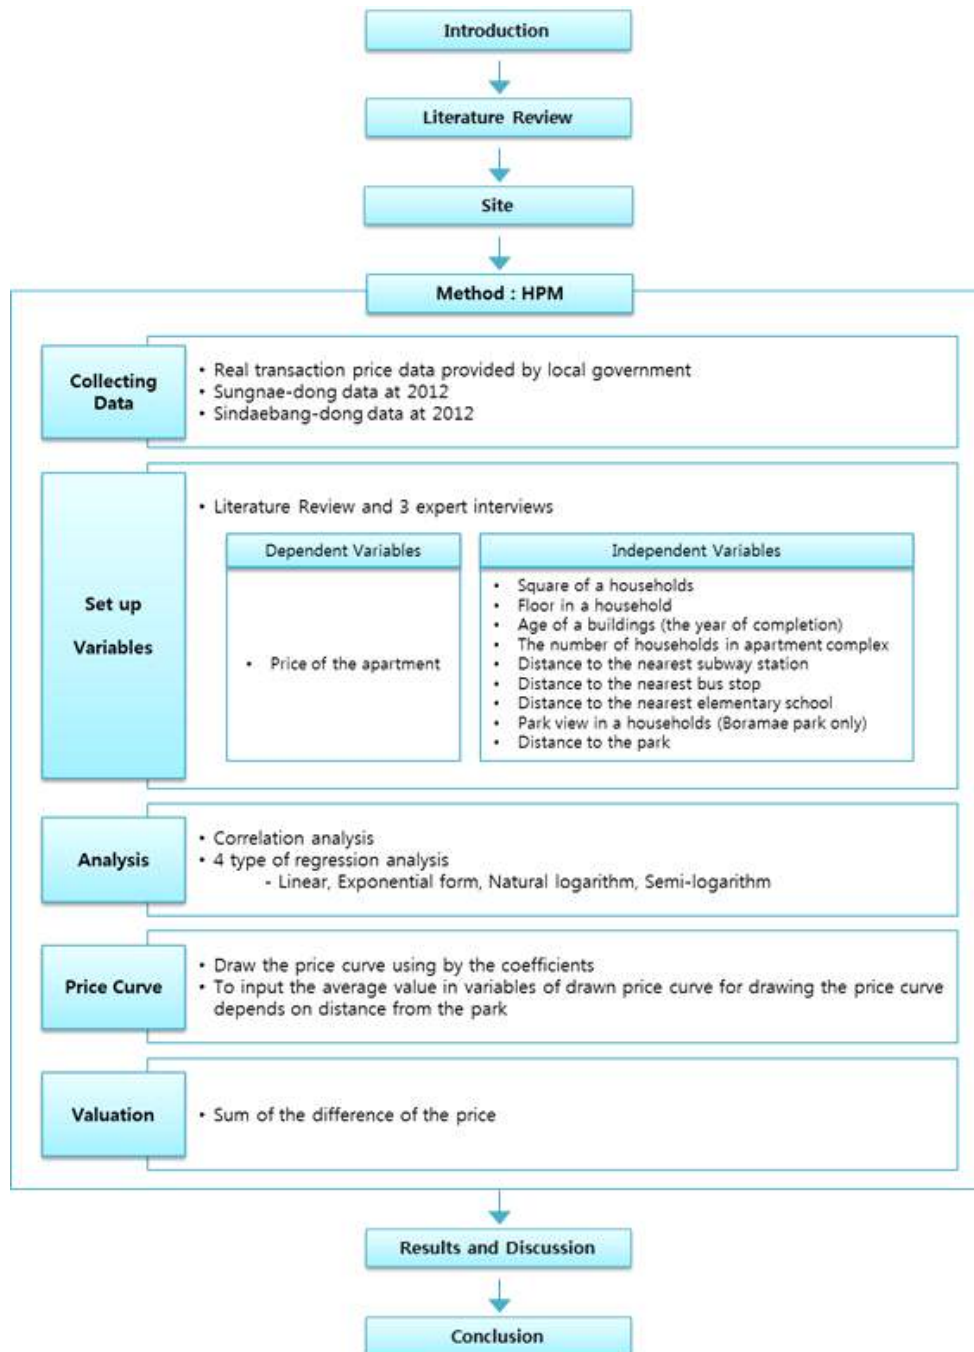 Introduction
Literature Review
Site
Method : HPM
Collecting
Data
• Real transaction price data provided by local government
• Sungnae-dong data at 2012
• Sindaebang-dong data at 2012
Set up
Variables
• Literature Review and 3 expert interviews
Dependent Variables
• Price of the apartment
Independent Variables
• Square of a households
• Floor in a household
• Age of a buildings (the year of completion)
• The number of households in apartment complex
• Distance to the nearest subway station
• Distance to the nearest bus stop
• Distance to the nearest elementary school
• Park view in a households (Boramae park only)
• Distance to the park
Analysis
• Correlation analysis
• 4 type of regression analysis
- Linear, Exponential form, Natural logarithm, Semi-logarithm
Price Curve
• Draw the price curve using by the coefficients
• To input the average value in variables of drawn price curve for drawing the price curve
depends on distance from the park
Valuation
• Sum of the difference of the price
Results and Discussion
Conclusion